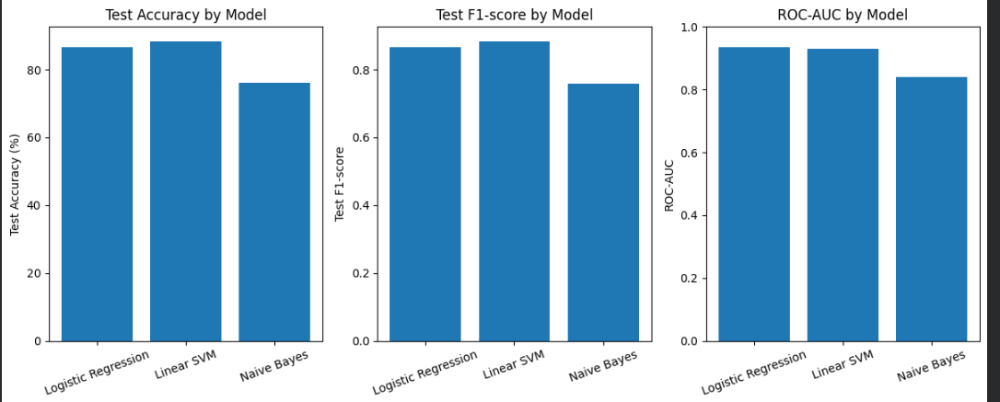 Test Accuracy by Model
Test Accuracy (%)
80
60
40
20
0
Logistic Regression
Linear SVM
Naive Bayes
Test F1-score by Model
Test F1-score
0.8
0.6
0.4
0.2
0.0
Logistic Regression
Linear SVM
Naive Bayes
ROC-AUC by Model
ROC-AUC
1.0
0.8
0.6
0.4
0.2
0.0
Logistic Regression
Linear SVM
Naive Bayes